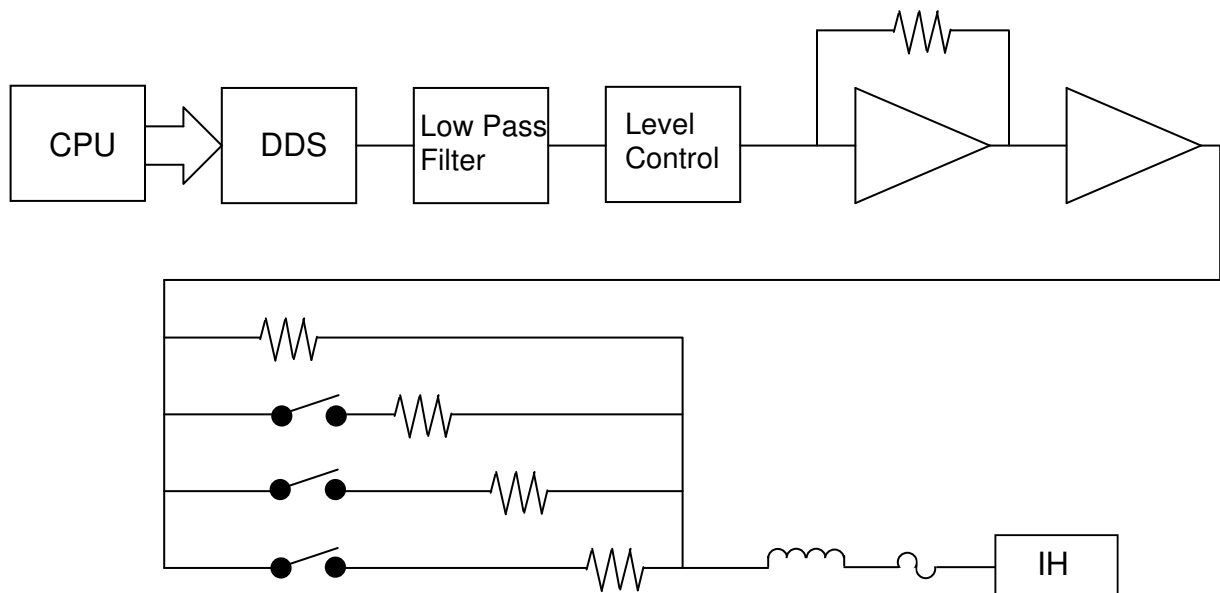 CPU
DDS
Low Pass
Filter
Level
Control
IH